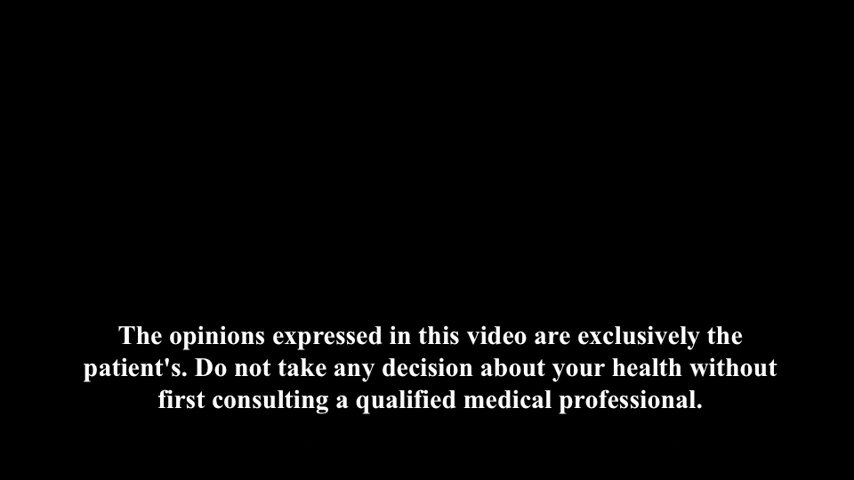 The opinions expressed in this video are exclusively the
patient's. Do not take any decision about your health without
first consulting a qualified medical professional.